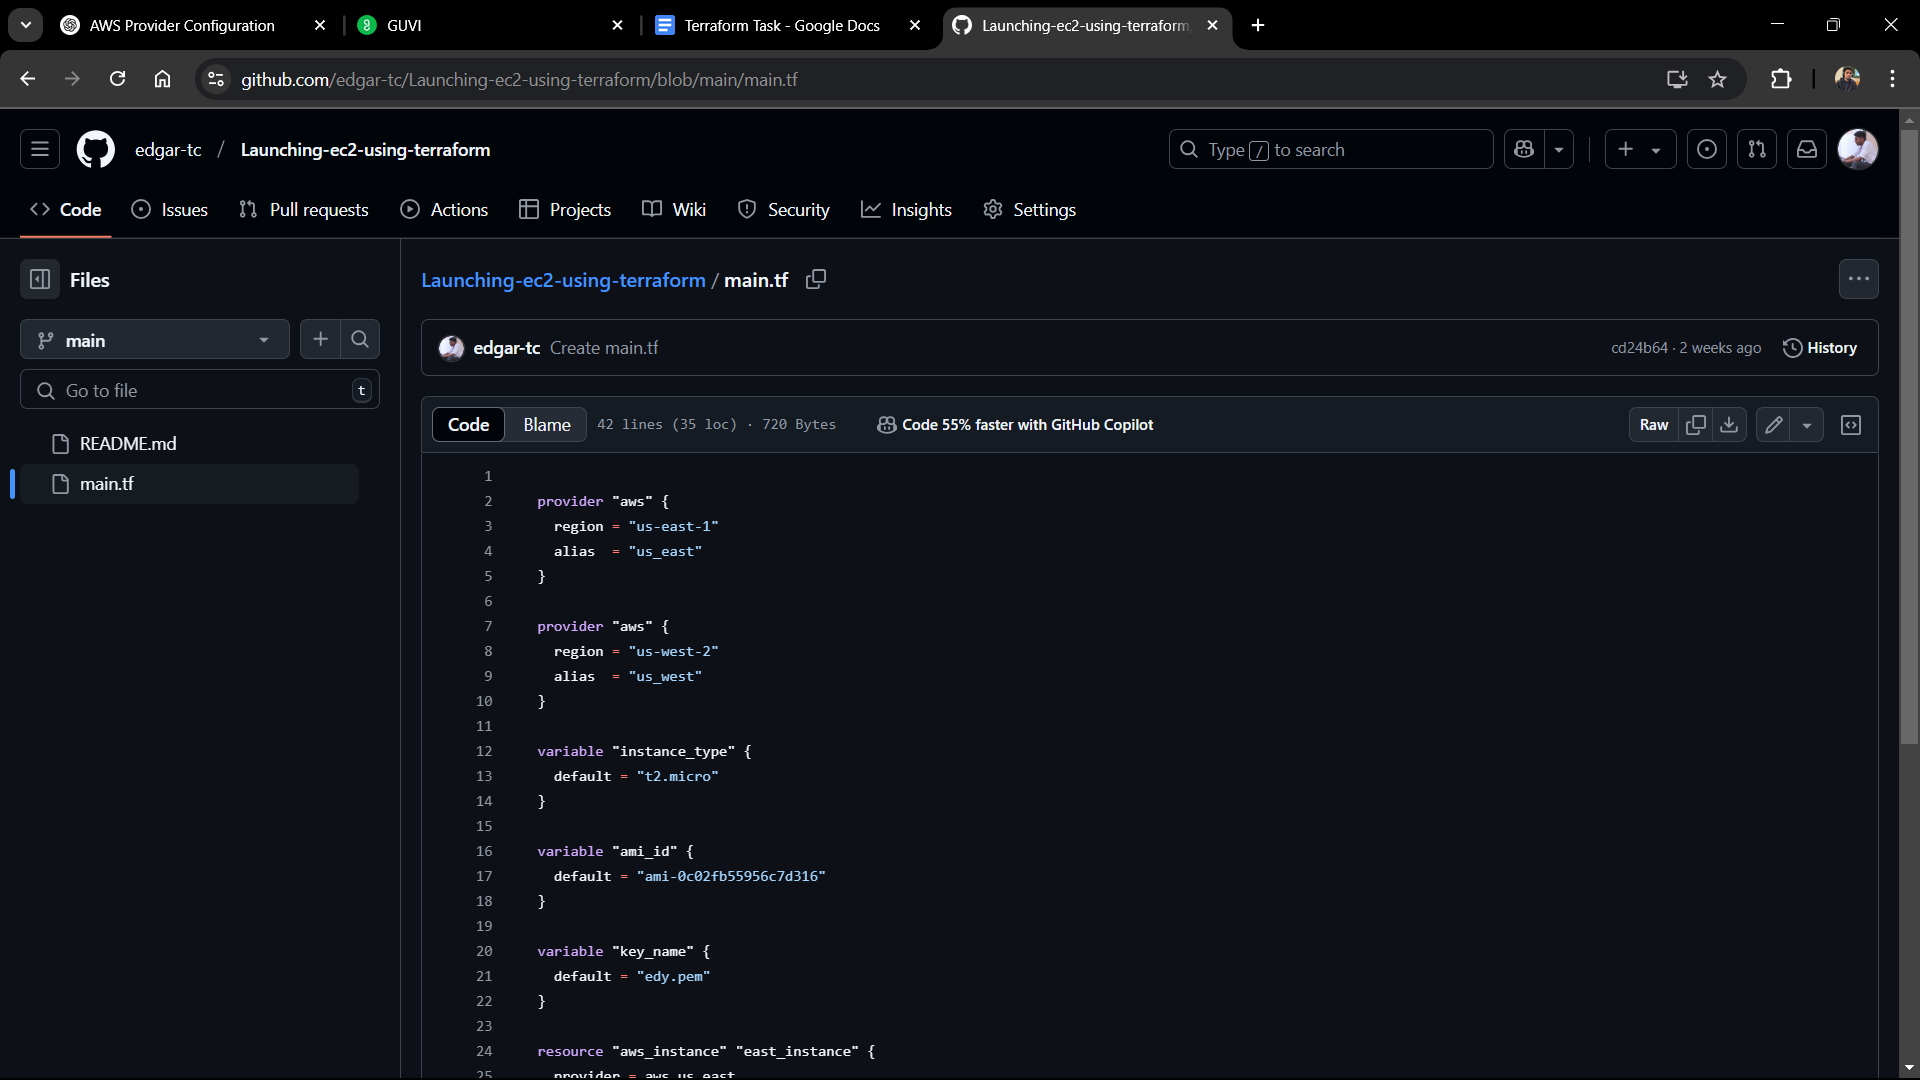 AWS Provider Configuration
GUVI
Terraform Task - Google Docs
Launching-ec2-using-terraform
github.com/edgar-tc/Launching-ec2-using-terraform/blob/main/main.tf
edgar-tc / Launching-ec2-using-terraform
Type / to search
Code
Issues
Pull requests
Actions
Projects
Wiki
Security
Insights
Settings
Files
Launching-ec2-using-terraform / main.tf
main
edgar-tc Create main.tf
cd24b64 · 2 weeks ago
History
Go to file
t
Code
Blame
42 lines (35 loc) · 720 Bytes
Code 55% faster with GitHub Copilot
Raw
README.md
main.tf
1
2 provider "aws" {
3 region = "us-east-1"
4 alias = "us_east"
5 }
6
7 provider "aws" {
8 region = "us-west-2"
9 alias = "us_west"
10 }
11
12 variable "instance_type" {
13 default = "t2.micro"
14 }
15
16 variable "ami_id" {
17 default = "ami-0c02fb55956c7d316"
18 }
19
20 variable "key_name" {
21 default = "edy.pem"
22 }
23
24 resource "aws_instance" "east_instance" {
25 provider = aws.us_east